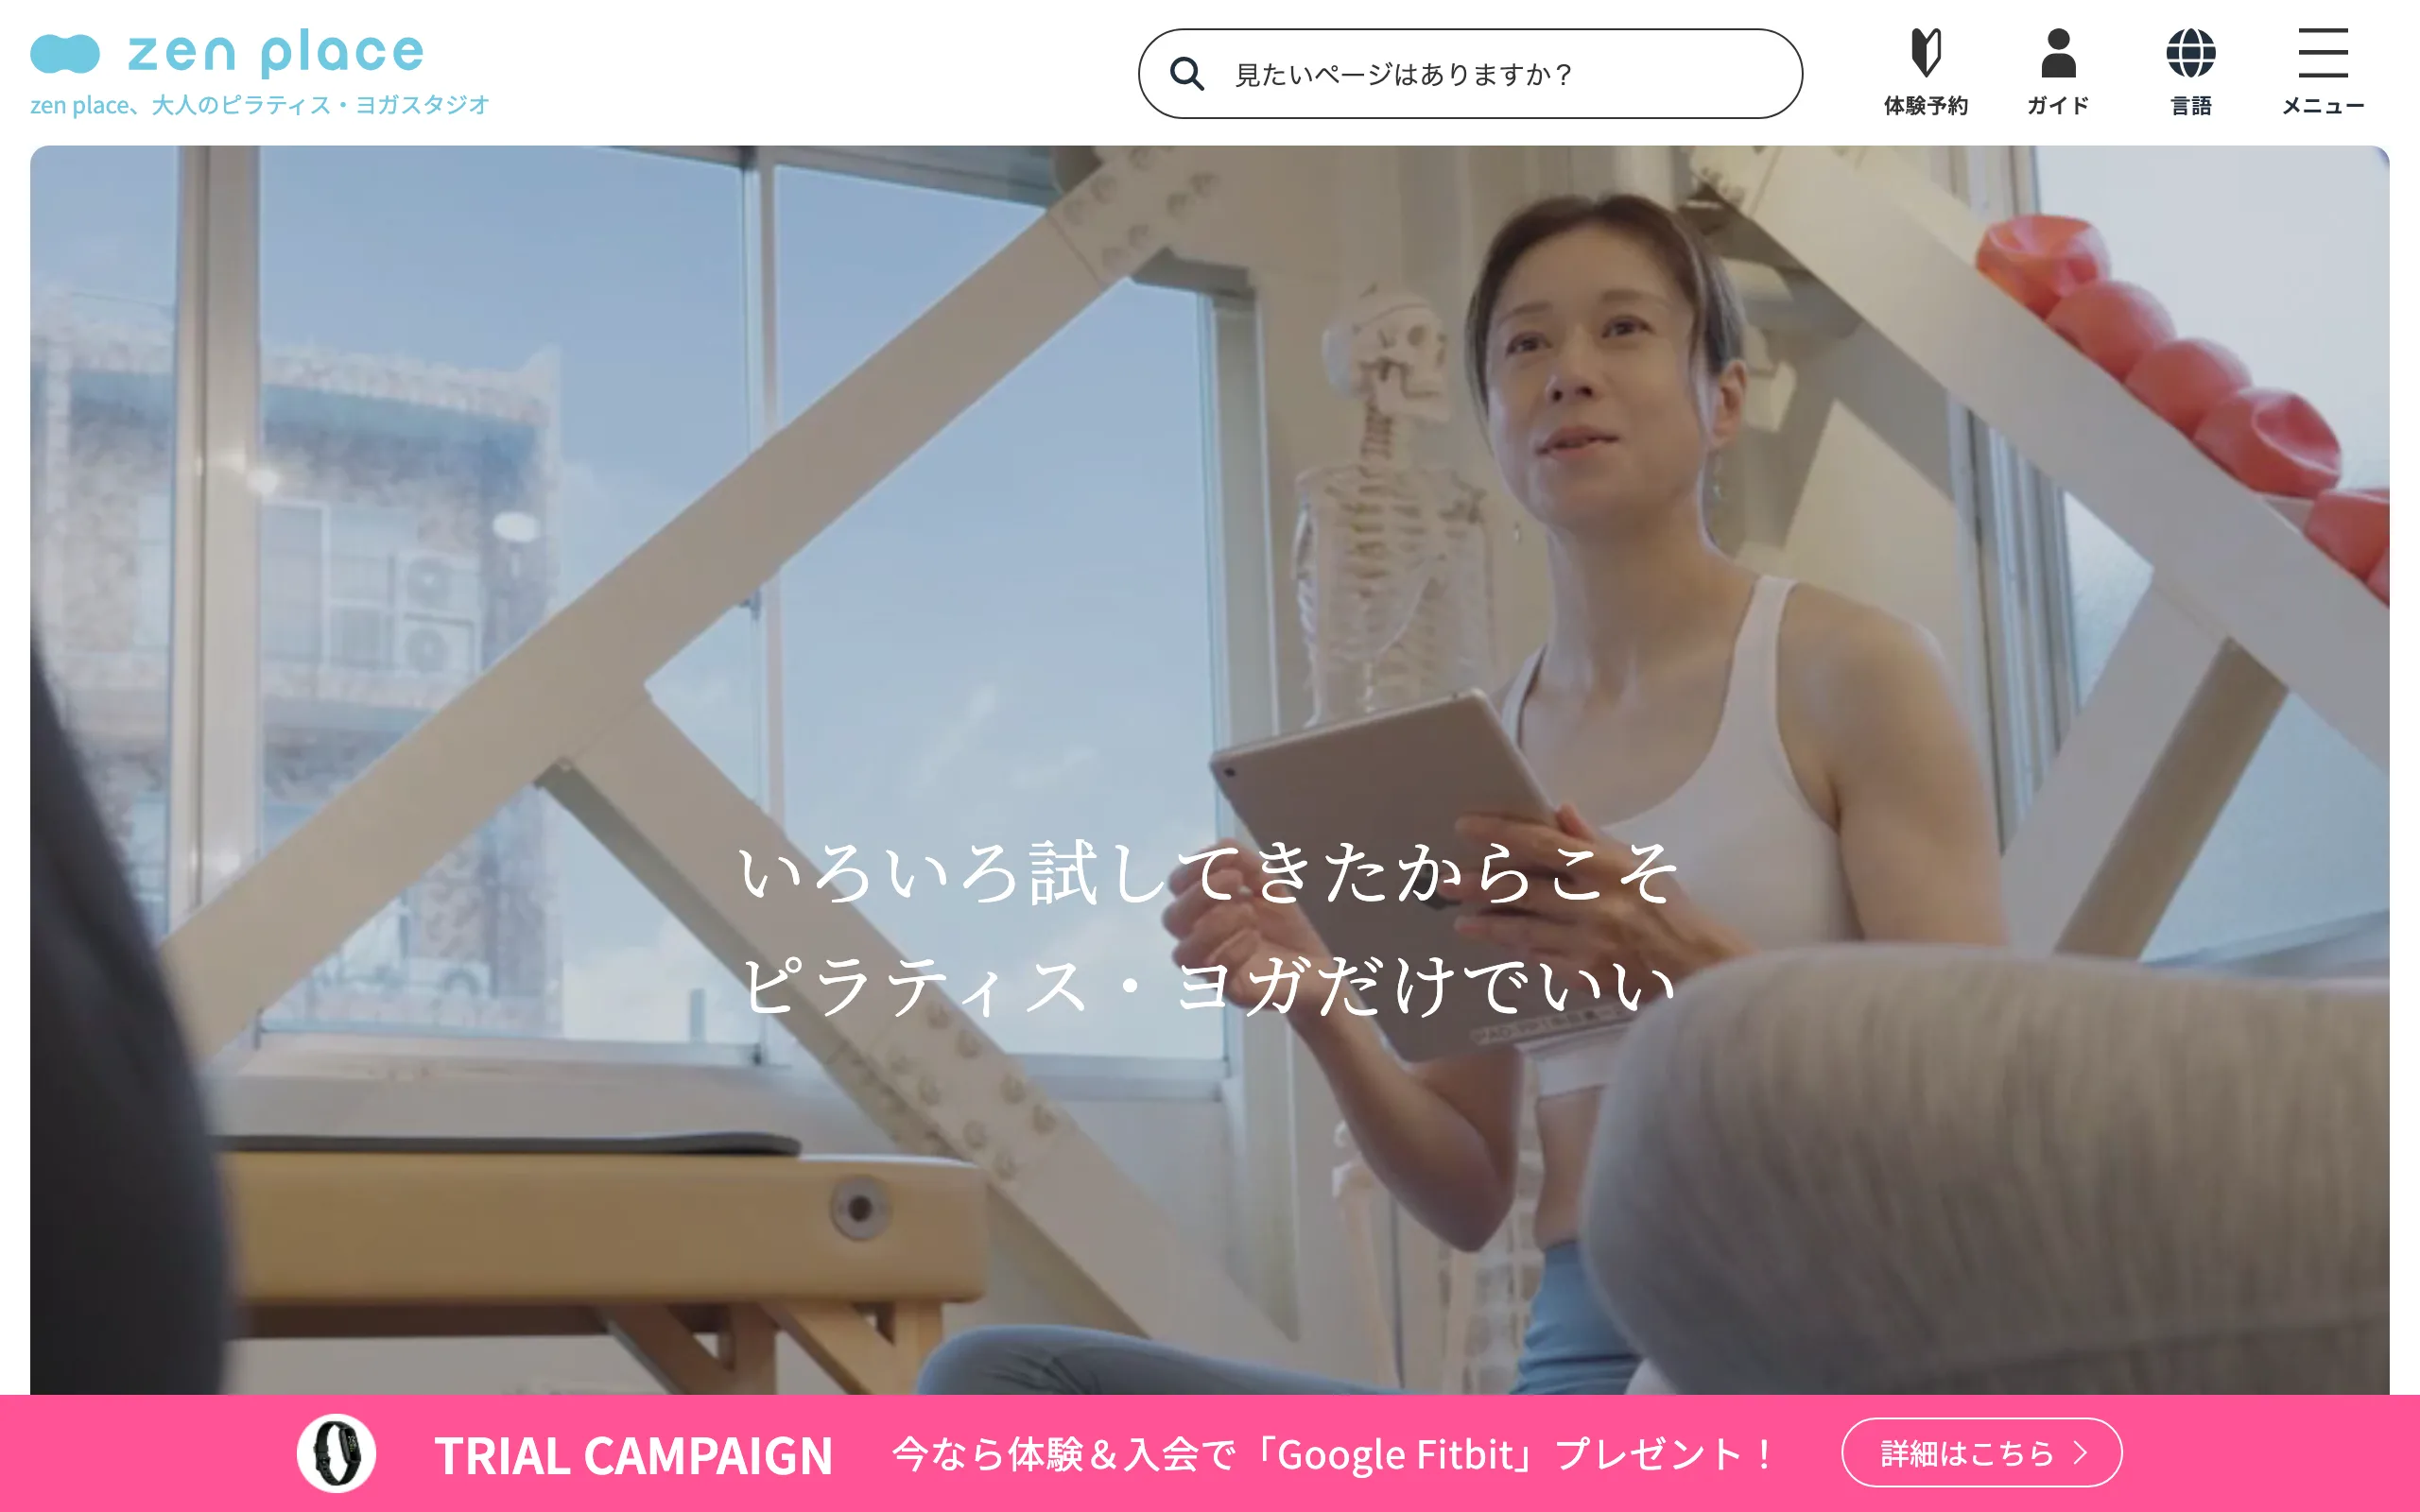 zen place
zen place、大人のピラティス・ヨガスタジオ
見たいページはありますか？
体験予約
ガイド
言語
メニュー
いろいろ試してきたからこそ
ピラティス・ヨガだけでいい
TRIAL CAMPAIGN
今なら体験＆入会で「Google Fitbit」プレゼント！
詳細はこちら